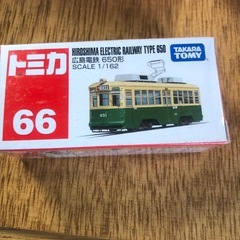 トミカ
66
HIROSHIMA ELECTRIC RAILWAY TYPE 650
広島電鉄 650形
SCALE 1/162
TAKARA
TOMY
651